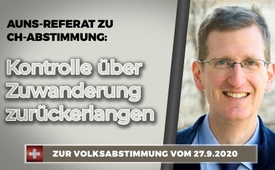 AUNS-REFERAT ZU
CH-ABSTIMMUNG:
Kontrolle über
Zuwanderung
zurückerlangen
ZUR VOLKSABSTIMMUNG VOM 27.9.2020